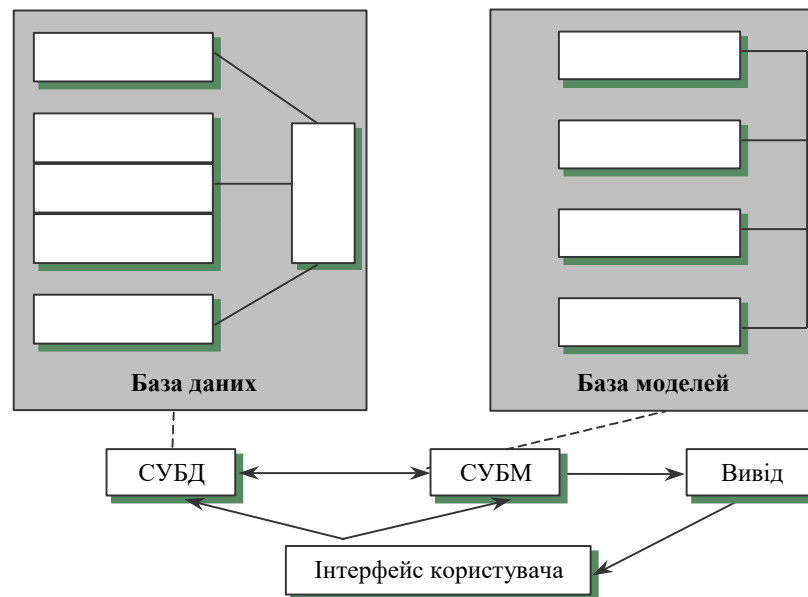 База даних
База моделей
СУБД
СУБМ
Вивід
Інтерфейс користувача